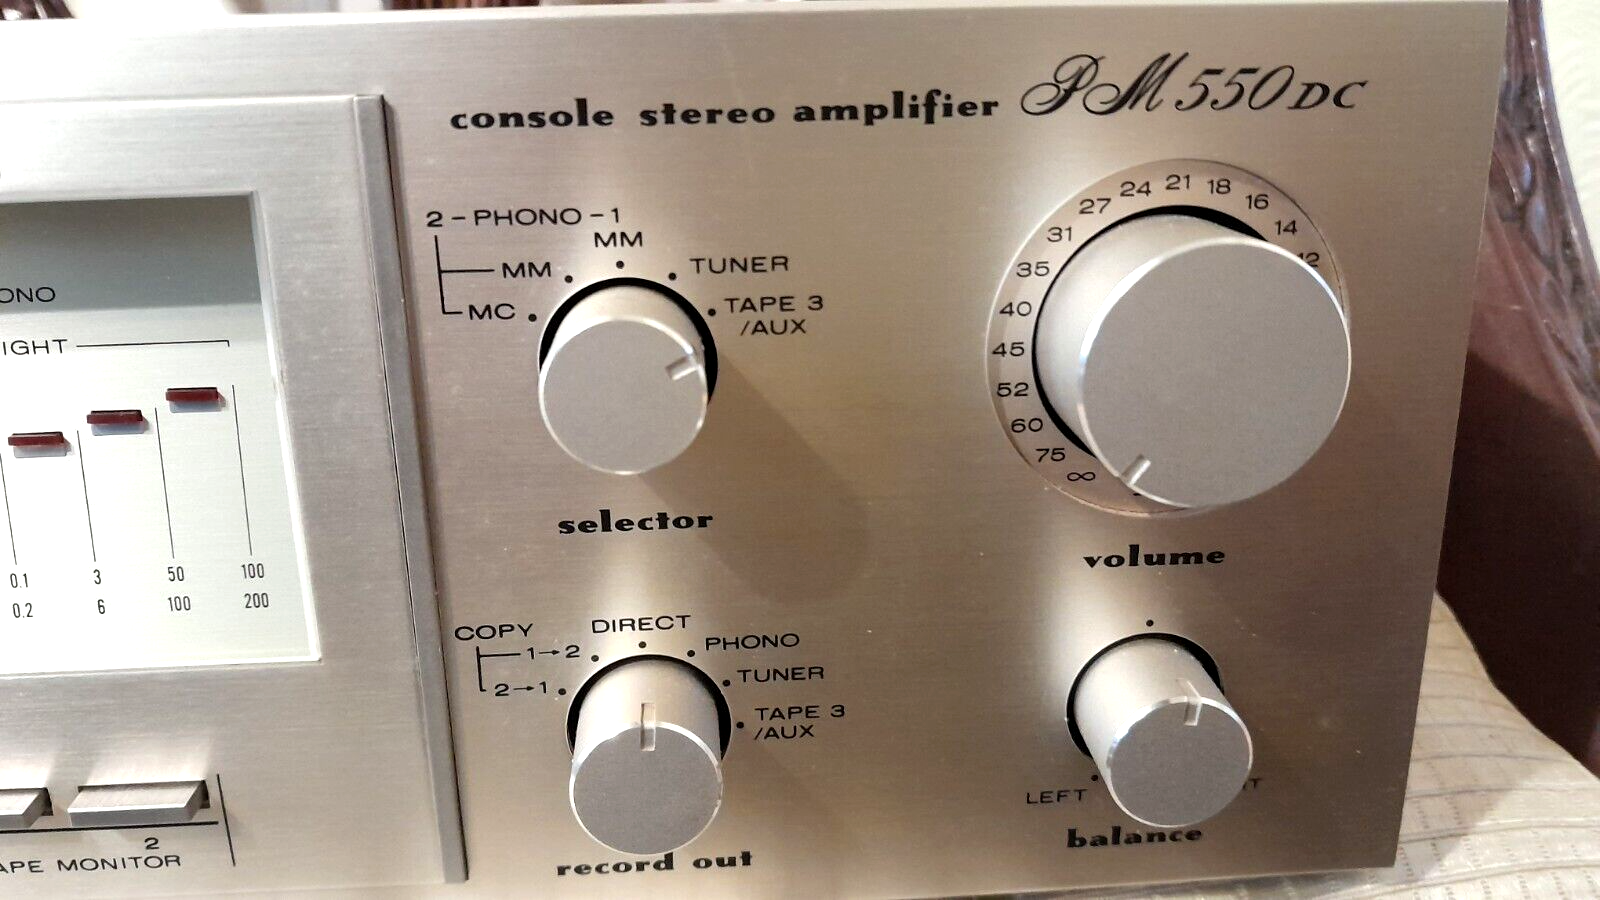 console stereo amplifier PM 550 DC
2 - PHONO - 1
MM
MM
MC
TUNER
TAPE 3
/AUX
selector
24 21 18
27 16
31 14
35 12
40
45
52
60
75
∞
volume
0.1 3 50 100
0.2 6 100 200
COPY
1→2
2→1
DIRECT
PHONO
TUNER
TAPE 3
/AUX
record out
LEFT
balance
2
MONITOR